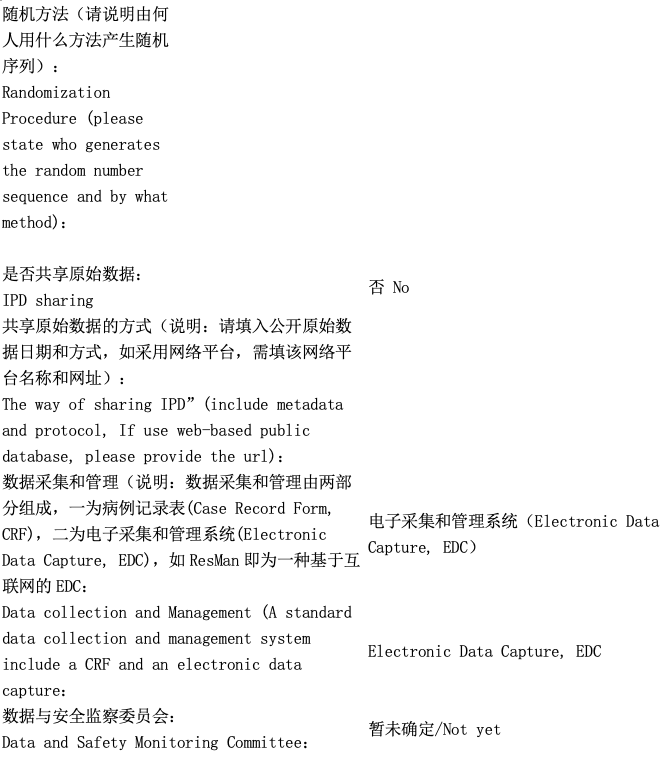 随机方法（请说明由何
人用什么方法产生随机
序列）：
Randomization
Procedure (please
state who generates
the random number
sequence and by what
method)：
是否共享原始数据：
IPD sharing
否 No
共享原始数据的方式（说明：请填入公开原始数
据日期和方式，如采用网络平台，需填该网络平
台名称和网址）：
The way of sharing IPD”(include metadata
and protocol, If use web-based public
database, please provide the url)：
数据采集和管理（说明：数据采集和管理由两部
分组成，一为病例记录表(Case Record Form,
CRF)，二为电子采集和管理系统(Electronic
Data Capture, EDC)，如 ResMan 即为一种基于互
联网的 EDC：
电子采集和管理系统（Electronic Data
Capture, EDC）
Data collection and Management (A standard
data collection and management system
include a CRF and an electronic data
capture：
Electronic Data Capture, EDC
数据与安全监察委员会：
Data and Safety Monitoring Committee：
暂未确定/Not yet